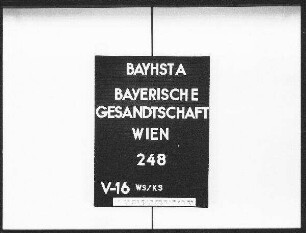 BAYHSTA
BAYERISCHE
GESANDTSCHAFT
WIEN
248
V-16 WS/KS